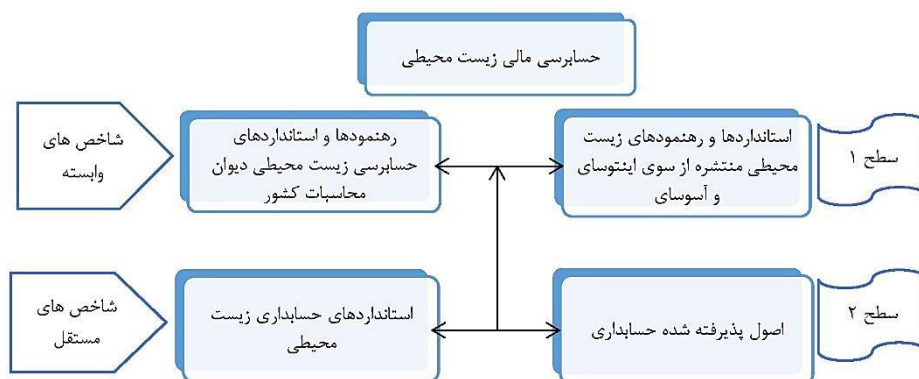 حسابرسی مالی زیست محیطی
سطح ۱
استانداردها و رهنمودهای زیست
محیطی منتشره از سوی اینتوسای
و آسوسای
رهنمودها و استانداردهای
حسابرسی زیست محیطی دیوان
محاسبات کشور
شاخص های
وابسته
سطح ۲
اصول پذیرفته شده حسابداری
استانداردهای حسابداری زیست
محیطی
شاخص های
مستقل